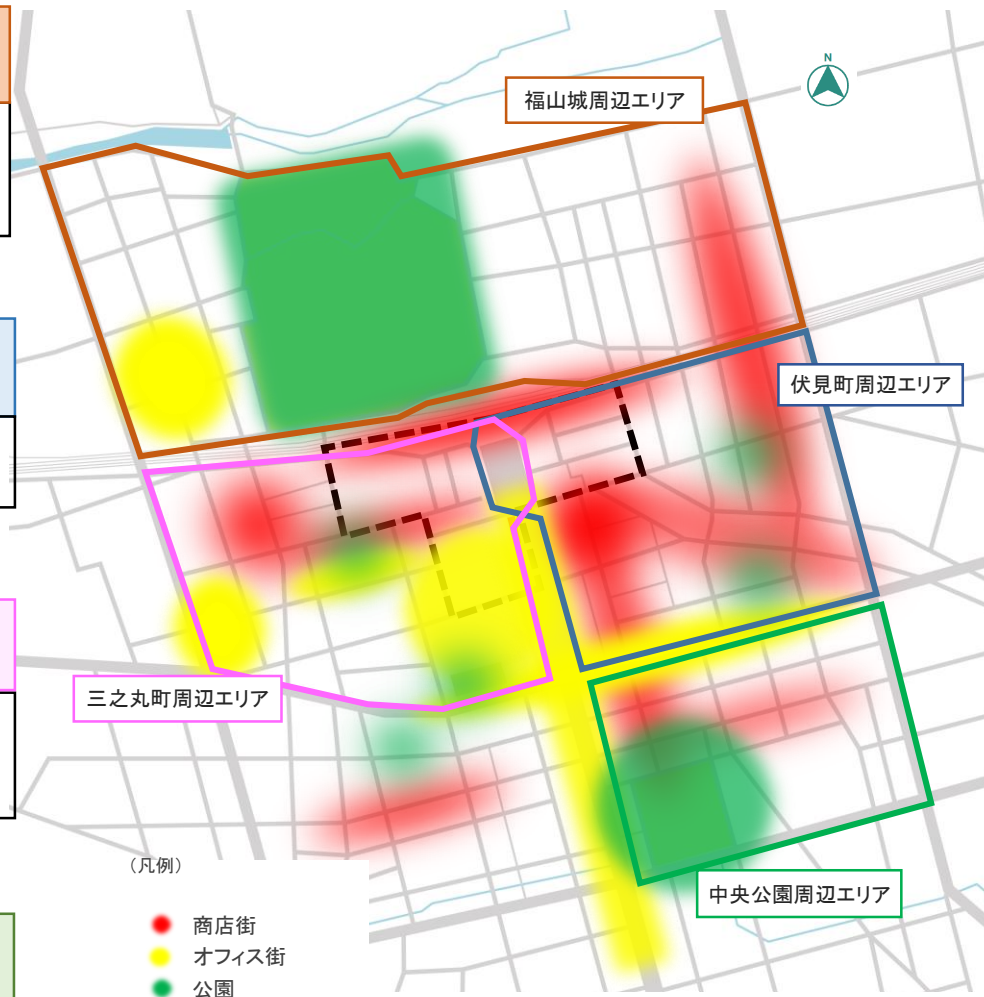 福山城周辺エリア
N
伏見町周辺エリア
三之丸町周辺エリア
中央公園周辺エリア
（凡例）
商店街
オフィス街
公園